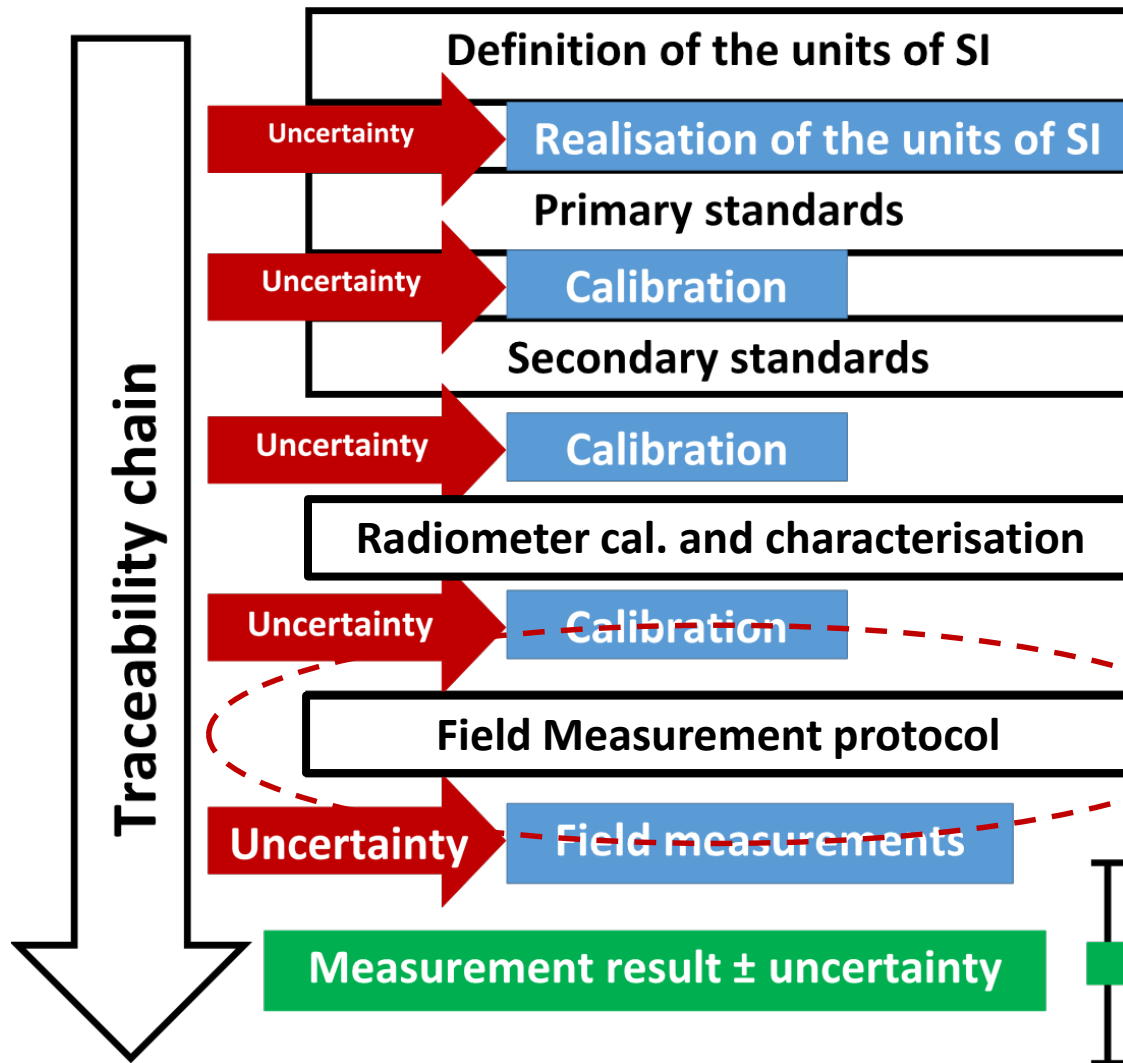 Definition of the units of SI
Uncertainty
Realisation of the units of SI
Primary standards
Uncertainty
Calibration
Secondary standards
Uncertainty
Calibration
Radiometer cal. and characterisation
Uncertainty
Calibration
Field Measurement protocol
Uncertainty
Field measurements
Measurement result ± uncertainty
Traceability chain